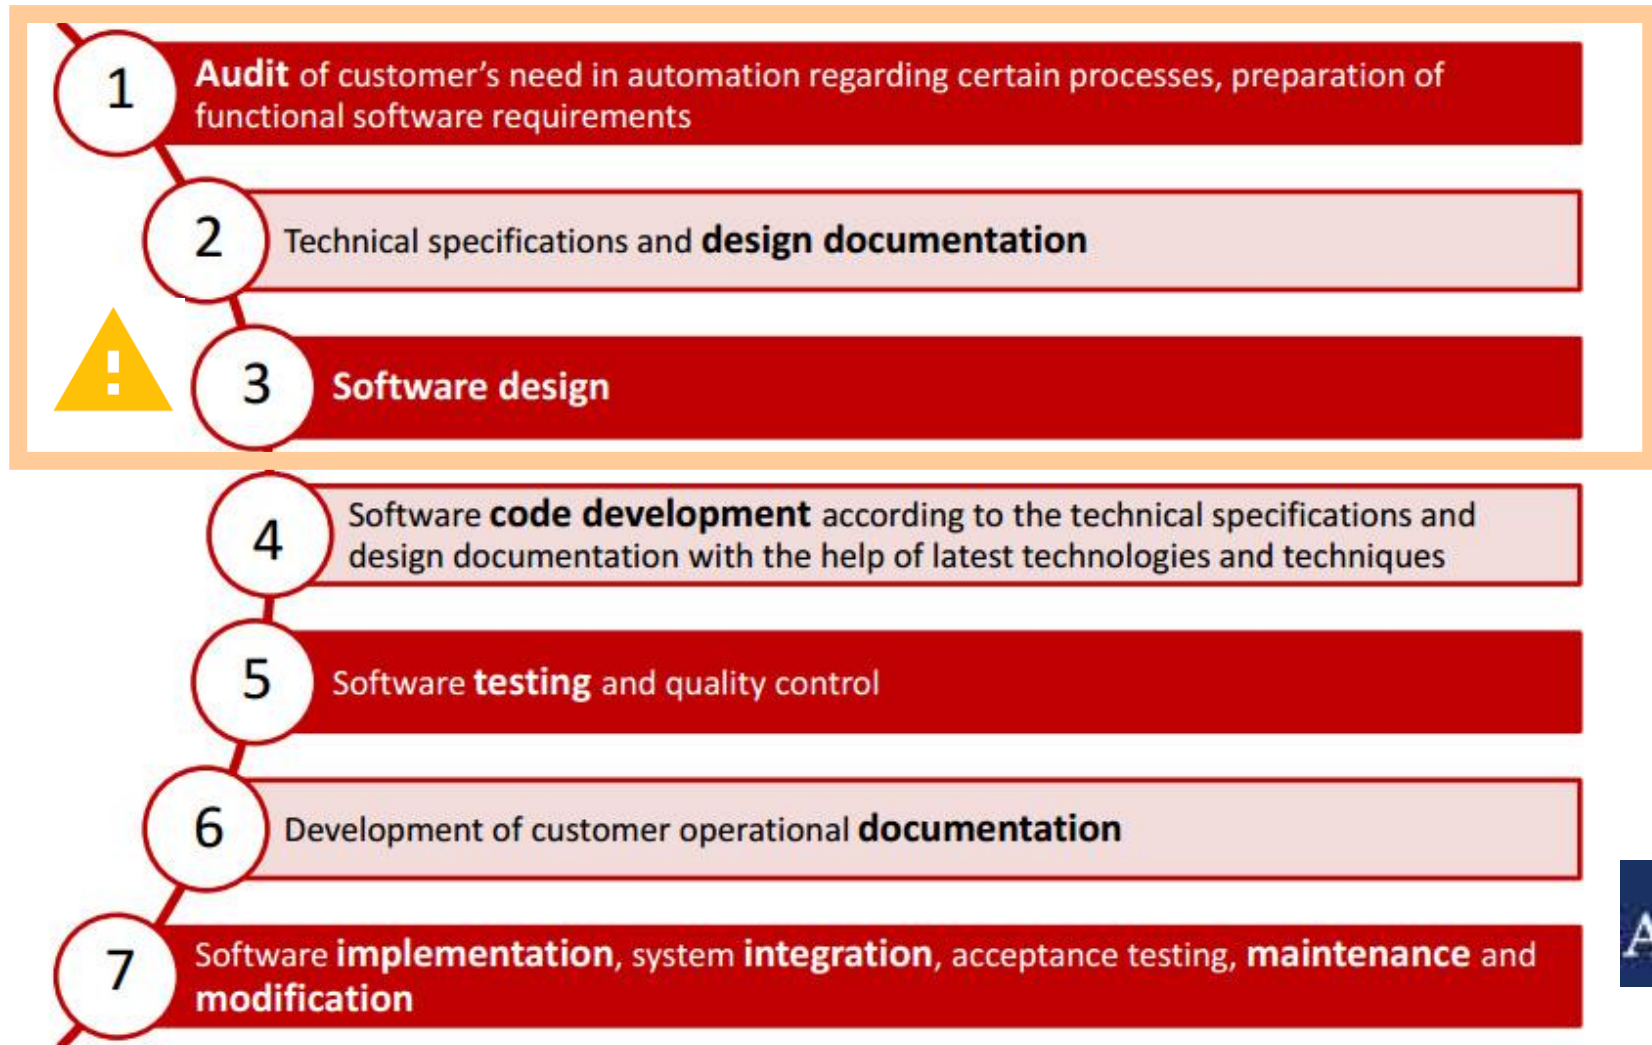 1
Audit of customer's need in automation regarding certain processes, preparation of
functional software requirements
2
Technical specifications and design documentation
3
Software design
4
Software code development according to the technical specifications and
design documentation with the help of latest technologies and techniques
5
Software testing and quality control
6
Development of customer operational documentation
7
Software implementation, system integration, acceptance testing, maintenance and
modification
A